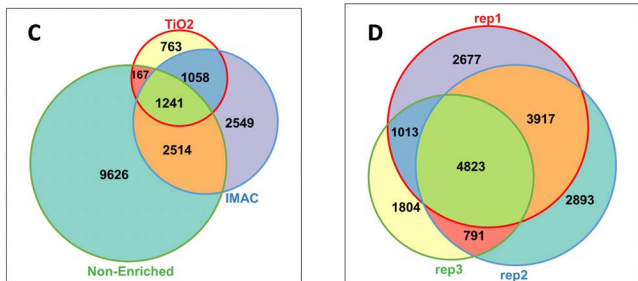 C
TiO2
763
167
1058
1241
2549
2514
9626
IMAC
Non-Enriched
D
rep1
2677
3917
1013
4823
1804
2893
791
rep3
rep2